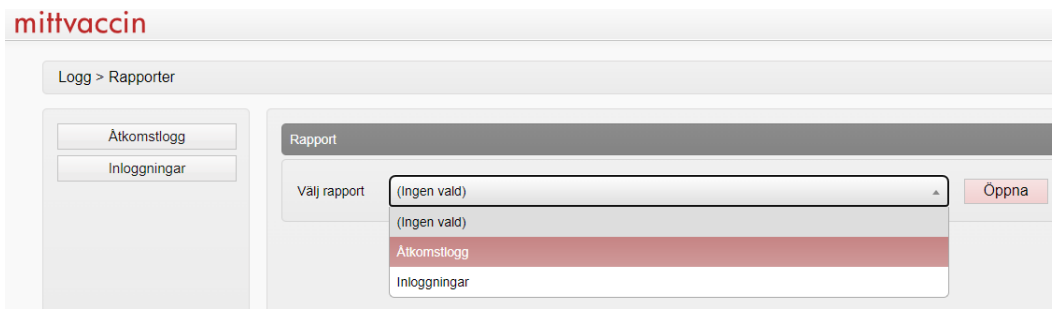 mittvaccin
Logg > Rapporter
Åtkomstlogg
Inloggningar
Rapport
Välj rapport (Ingen vald) Öppna
(Ingen vald)
Åtkomstlogg
Inloggningar